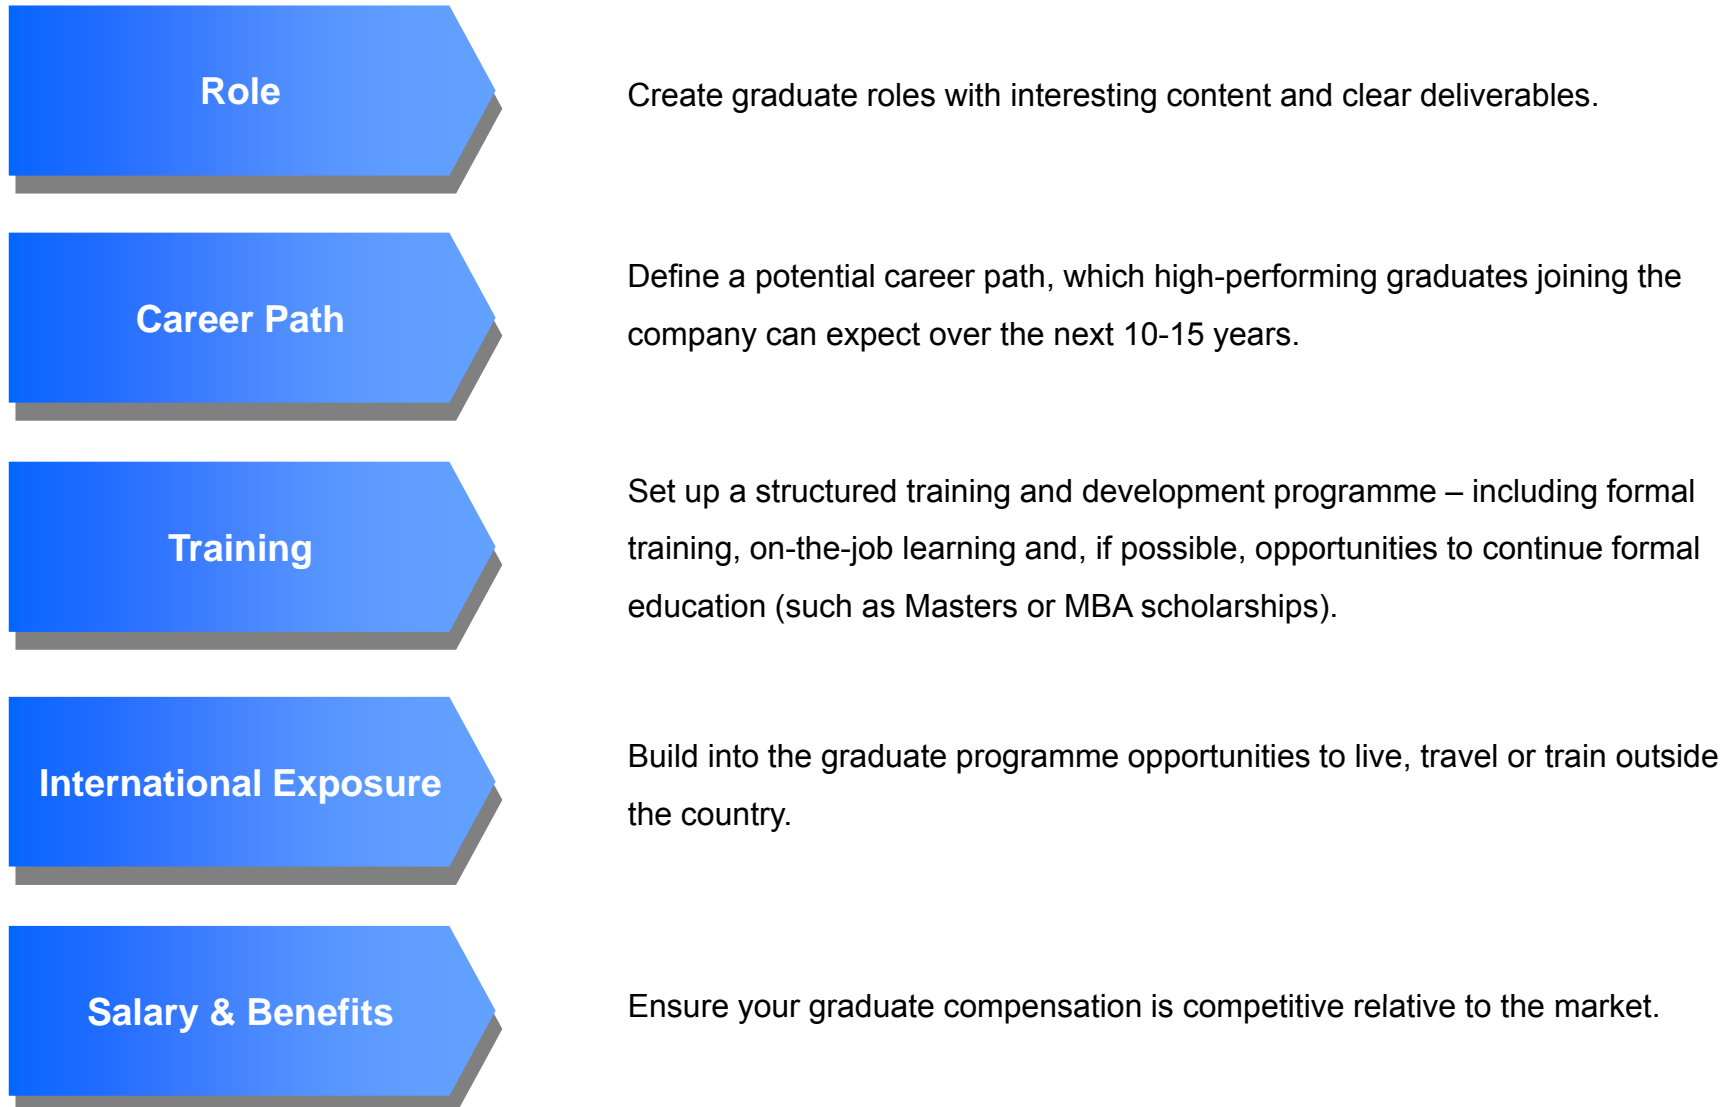 Role
Create graduate roles with interesting content and clear deliverables.
Career Path
Define a potential career path, which high-performing graduates joining the
company can expect over the next 10-15 years.
Training
Set up a structured training and development programme – including formal
training, on-the-job learning and, if possible, opportunities to continue formal
education (such as Masters or MBA scholarships).
International Exposure
Build into the graduate programme opportunities to live, travel or train outside
the country.
Salary & Benefits
Ensure your graduate compensation is competitive relative to the market.